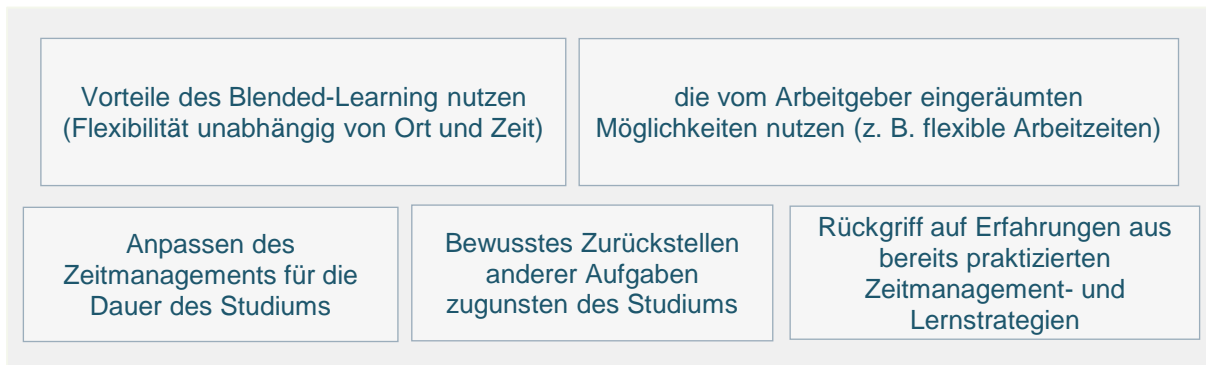 Vorteile des Blended-Learning nutzen
(Flexibilität unabhängig von Ort und Zeit)
die vom Arbeitgeber eingeräumten
Möglichkeiten nutzen (z. B. flexible Arbeitzeiten)
Anpassen des
Zeitmanagements für die
Dauer des Studiums
Bewusstes Zurückstellen
anderer Aufgaben
zugunsten des Studiums
Rückgriff auf Erfahrungen aus
bereits praktizierten
Zeitmanagement- und
Lernstrategien